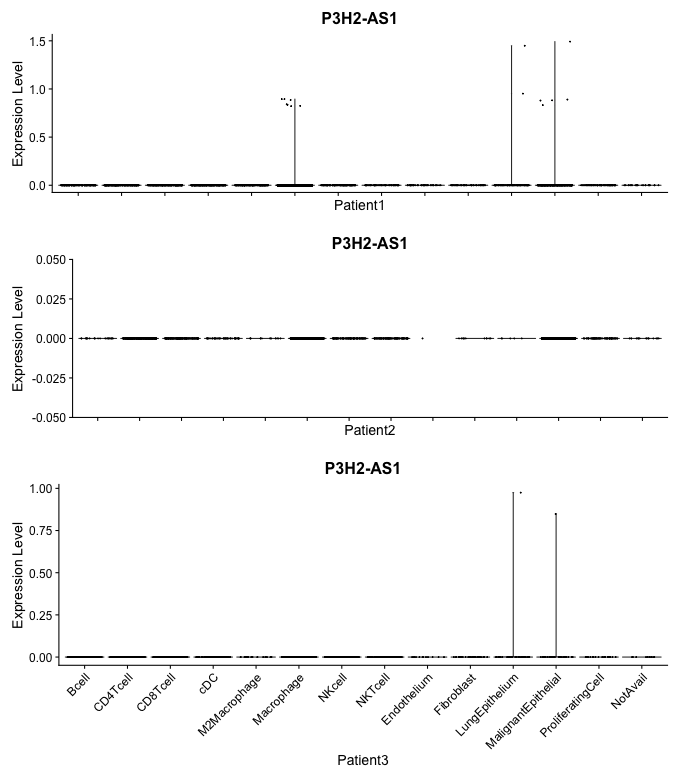 P3H2-AS1
Expression Level
1.5
1.0
0.5
0.0
Patient1
P3H2-AS1
Expression Level
0.050
0.025
0.000
-0.025
-0.050
Patient2
P3H2-AS1
Expression Level
1.00
0.75
0.50
0.25
0.00
Bcell
CD4Tcell
CD8Tcell
cDC
M2Macrophage
Macrophage
NKcell
NKTcell
Endothelium
Fibroblast
LungEpithelium
MalignantEpithelial
ProliferatingCell
NotAvail
Patient3